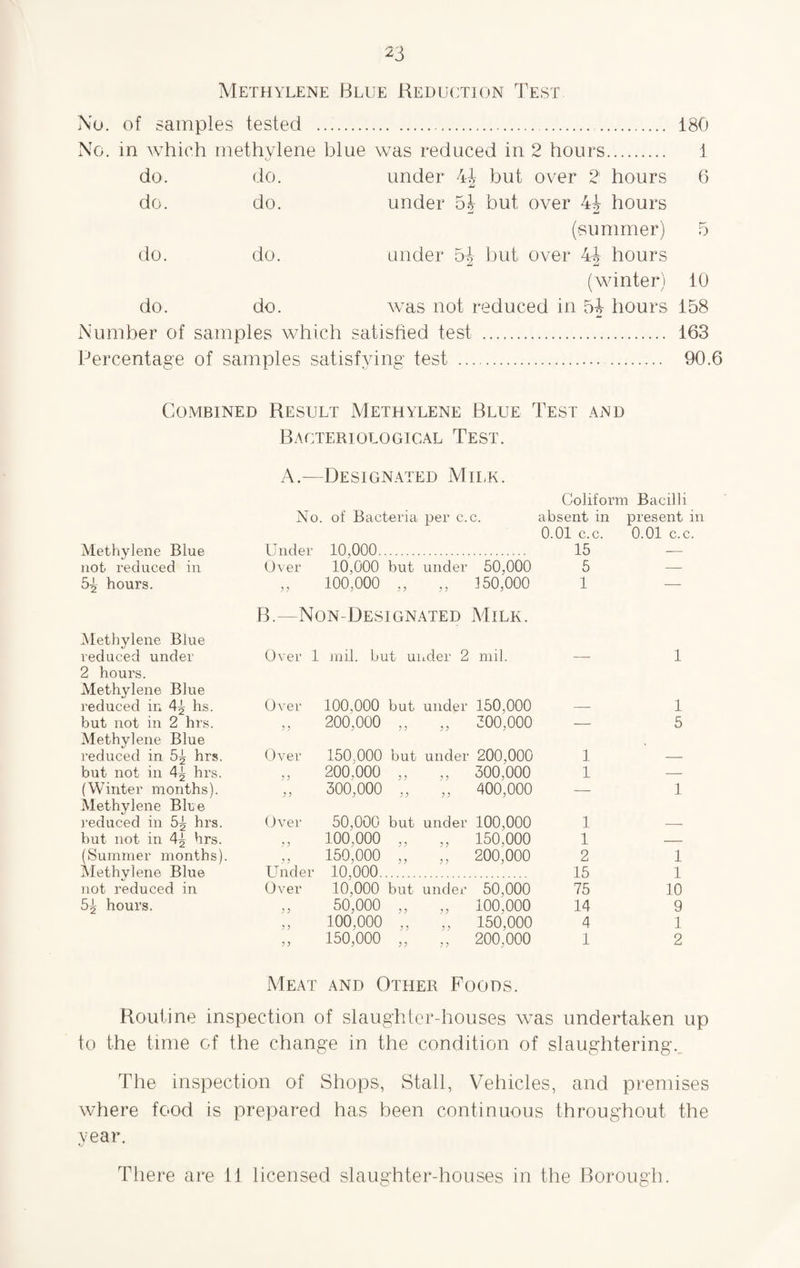 23
Methylene Blue Reduction Test
No. of samples tested ........ 180
No. in which methylene blue was reduced in 2 hours......... 1
do. do. under 4½ but over 2 hours 6
do. do. under 5½ but over 4½ hours
(summer) 5
do. do. under 5½ but over 4½ hours
(winter) 10
do. do. was not reduced in 5½ hours 158
Number of samples which satisfied test ........ 163
Percentage of samples satisfying test ........ 90.6
Combined Result Methylene Blue Test and
Bacteriological Test.
A.—Designated Milk.
Coliform Bacilli
No. of Bacteria per c.c. absent in present in
0.01 c.c. 0.01 c.c.
Methylene Blue Under 10,000........ 15 —
not reduced in Over 10,000 but under 50,000 5 —
5½ hours. ,, 100,000 ,, ,, 150,000 1 —
B.—Non-Designated Milk.
Methylene Blue
reduced under Over 1 mil. but under 2 mil. — 1
2 hours.
Methylene Blue
reduced in 4½ hs. Over 100,000 but under 150,000 — 1
but not in 2 hrs. ,, 200,000 ,, ,, 300,000 — 5
Methylene Blue
reduced in 5½ hrs. Over 150,000 but under 200,000 1 —
but not in 4½ hrs. ,, 200,000 ,, ,, 300,000 1 —
(Winter months). ,, 300,000 ,, ,, 400,000 — 1
Methylene Blue
reduced in 5½ hrs. Over 50,000 but under 100,000 1 —
but not in 4½ hrs. ,, 100,000 ,, ,, 150,000 1 —
(Summer months). ,, 150,000 ,, ,, 200,000 2 1
Methylene Blue Under 10,000........ 15 1
not reduced in Over 10,000 but under 50,000 75 10
5½ hours. ,, 50,000 ,, ,, 100,000 14 9
,, 100,000 ,, ,, 150,000 4 1
,, 150,000 ,, ,, 200,000 1 2
Meat and Other Foods.
Routine inspection of slaughter-houses was undertaken up
to the time of the change in the condition of slaughtering.
The inspection of Shops, Stall, Vehicles, and premises
where food is prepared has been continuous throughout the
year.
There are 11 licensed slaughter-houses in the Borough.